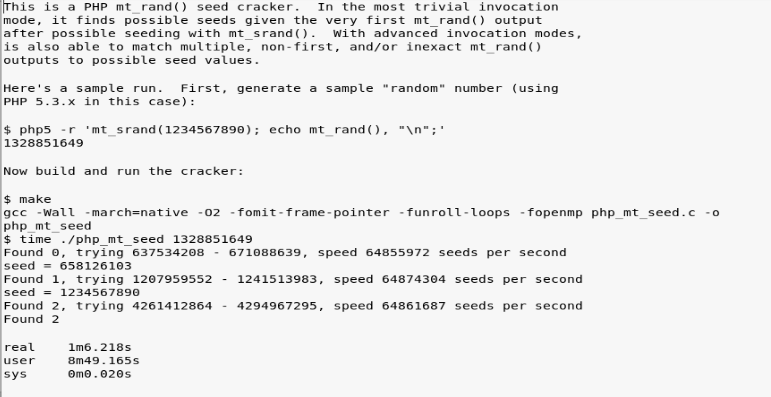 This is a PHP mt_rand() seed cracker.  In the most trivial invocation
mode, it finds possible seeds given the very first mt_rand() output
after possible seeding with mt_srand().  With advanced invocation modes,
is also able to match multiple, non-first, and/or inexact mt_rand()
outputs to possible seed values.

Here's a sample run.  First, generate a sample "random" number (using
PHP 5.3.x in this case):

$ php5 -r 'mt_srand(1234567890); echo mt_rand(), "\n";'
1328851649

Now build and run the cracker:

$ make
gcc -Wall -march=native -O2 -fomit-frame-pointer -funroll-loops -fopenmp php_mt_seed.c -o
php_mt_seed
$ time ./php_mt_seed 1328851649
Found 0, trying 637534208 - 671088639, speed 64855972 seeds per second
seed = 658126103
Found 1, trying 1207959552 - 1241513983, speed 64874304 seeds per second
seed = 1234567890
Found 2, trying 4261412864 - 4294967295, speed 64861687 seeds per second
Found 2

real    1m6.218s
user    8m49.165s
sys     0m0.020s